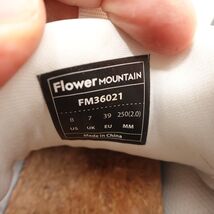 Flower MOUNTAIN
FM36021
8 7 39 250(2.0)
US UK EU MM
Made in China